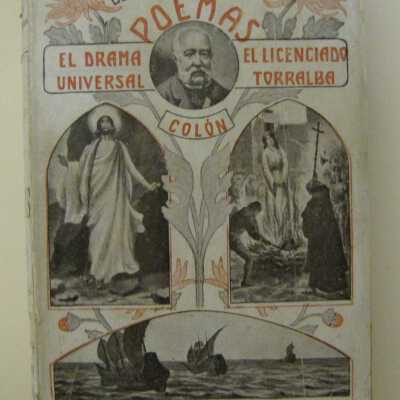 POEMAS
EL DRAMA
UNIVERSAL
EL LICENCIADO
TORRALBA
COLÓN